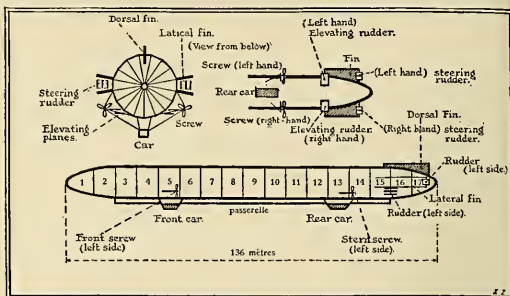 Dorsal fin.
Latical fin.
(View from below)
Steering
rudder
Elevating
planes.
Screw
Car
(Left hand)
Elevating rudder.
Fin
Screw (left hand)
(Left hand) steering
rudder.
Rear car
Screw (right-hand)
Elevating rudder
(right hand)
(Right hand) steering
rudder.
Dorsal Fin.
Rudder
(left side).
1 2 3 4 5 6 7 8 9 10 11 12 13 14 15 16 17
Lateral fin
Rudder (left side).
Front car.
passerelle
Rear car.
Front screw
(left side)
Stern screw.
(left side).
136 mètres